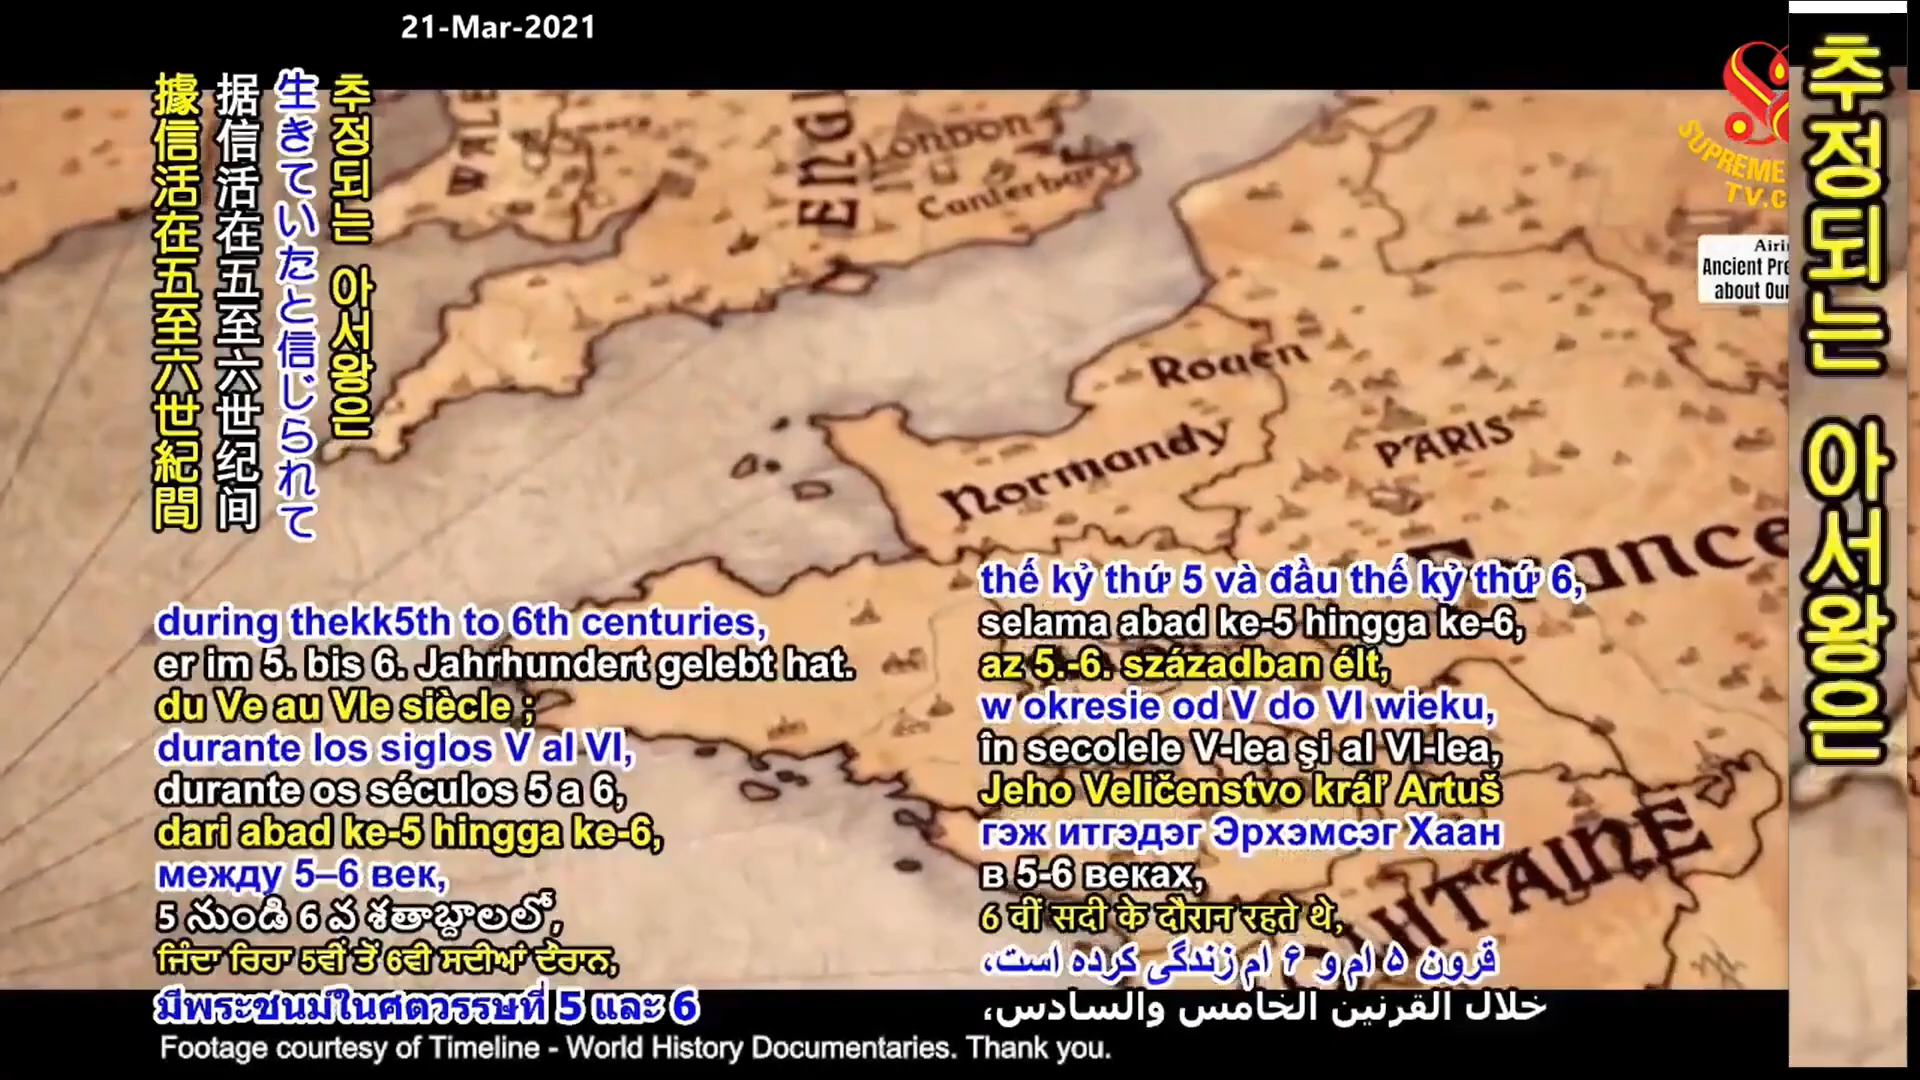 21-Mar-2021
據信活在五至六世紀間
据信活在五至六世纪间
生きていたと信じられて
추정되는 아서왕은
추정되는 아서왕은
SUPREME
TV.C
Ancient Pre
about Our
WALE
ENGL
London
Canterbury
Rouen
Normandy
PARIS
France
during thekk5th to 6th centuries,
er im 5. bis 6. Jahrhundert gelebt hat.
du Ve au VIe siècle ;
durante los siglos V al VI,
durante os séculos 5 a 6,
dari abad ke-5 hingga ke-6,
между 5–6 век,
5 నుండి 6 వ శతాబ్దాలలో,
ਜਿੰਦਾ ਰਿਹਾ 5ਵੀਂ ਤੋਂ 6ਵੀ ਸਦੀਆਂ ਦੌਰਾਨ,
มีพระชนม์ในศตวรรษที่ 5 และ 6
thế kỷ thứ 5 và đầu thế kỷ thứ 6,
selama abad ke-5 hingga ke-6,
az 5.-6. században élt,
w okresie od V do VI wieku,
în secolele V-lea şi al VI-lea,
Jeho Veličenstvo kráľ Artuš
гэж итгэдэг Эрхэмсэг Хаан
в 5-6 веках,
6 वीं सदी के दौरान रहते थे,
قرون ۵ ام و ۶ ام زندگی کرده است،
خلال القرنين الخامس والسادس،
Footage courtesy of Timeline - World History Documentaries. Thank you.